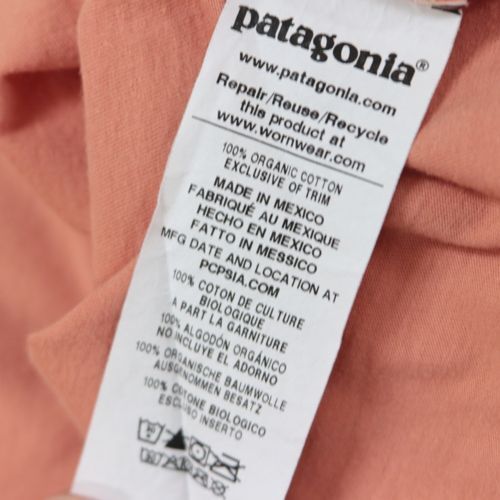 patagonia®
www.patagonia.com
Repair/Reuse/Recycle
this product at
www.wornwear.com
100% ORGANIC COTTON
EXCLUSIVE OF TRIM
MADE IN MEXICO
FABRIQUÉ AU MEXIQUE
HECHO EN MEXICO
FATTO IN MESSICO
MFG DATE AND LOCATION AT
PCPSIA.COM
100% COTON DE CULTURE
BIOLOGIQUE
A PART LA GARNITURE
100% ALGODÓN ORGÁNICO
NO INCLUYE EL ADORNO
100% ORGANISCHE BAUMWOLLE
AUSGENOMMEN BESATZ
100% COTONE BIOLOGICO
ESCLUSO INSERTO